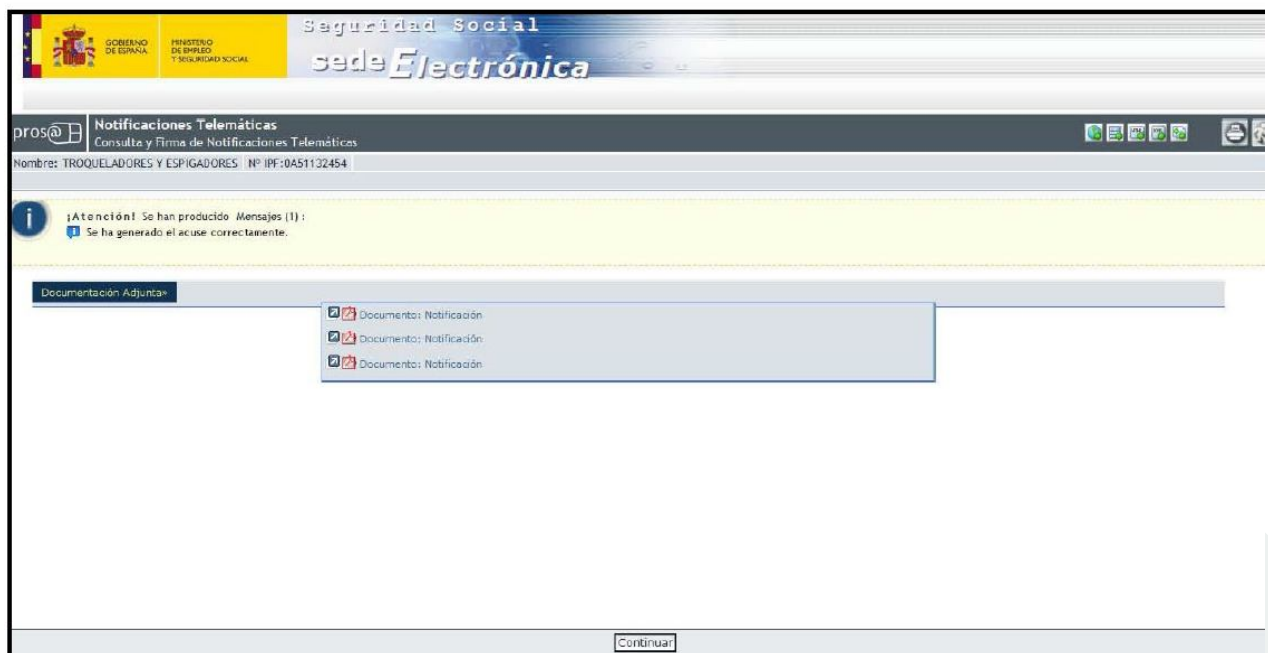 Seguridad Social
GOBIERNO DE ESPAÑA
MINISTERIO DE EMPLEO Y SEGURIDAD SOCIAL
sede Electrónica
pros@
Notificaciones Telemáticas
Consulta y Firma de Notificaciones Telemáticas
Nombre: TROQUELADORES Y ESPIGADORES Nº IPF:0A51132454
¡Atención! Se han producido Mensajes (1) :
Se ha generado el acuse correctamente.
Documentación Adjunta»
Documento: Notificación
Documento: Notificación
Documento: Notificación
Continuar